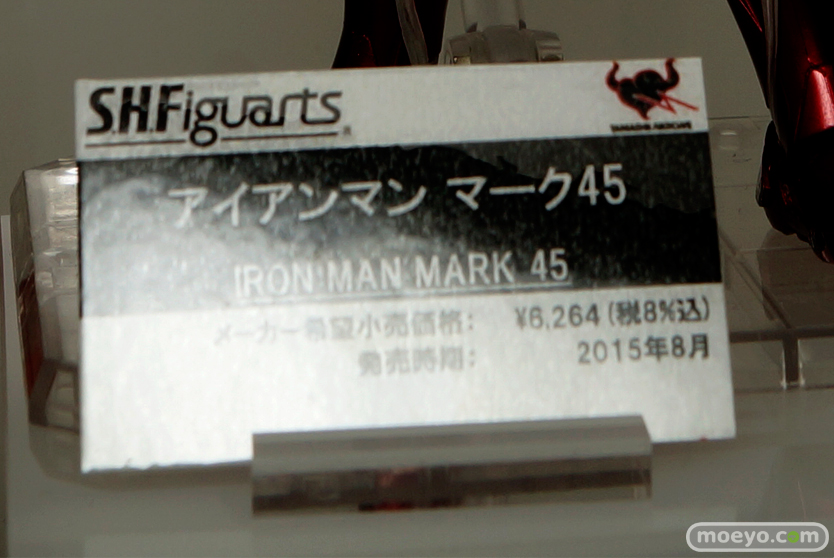 S.H.Figuarts
TAMASHII NATIONS
アイアンマン マーク45
IRON MAN MARK 45
メーカー希望小売価格: ¥6,264(税8%込)
発売時期: 2015年8月
moeyo.com